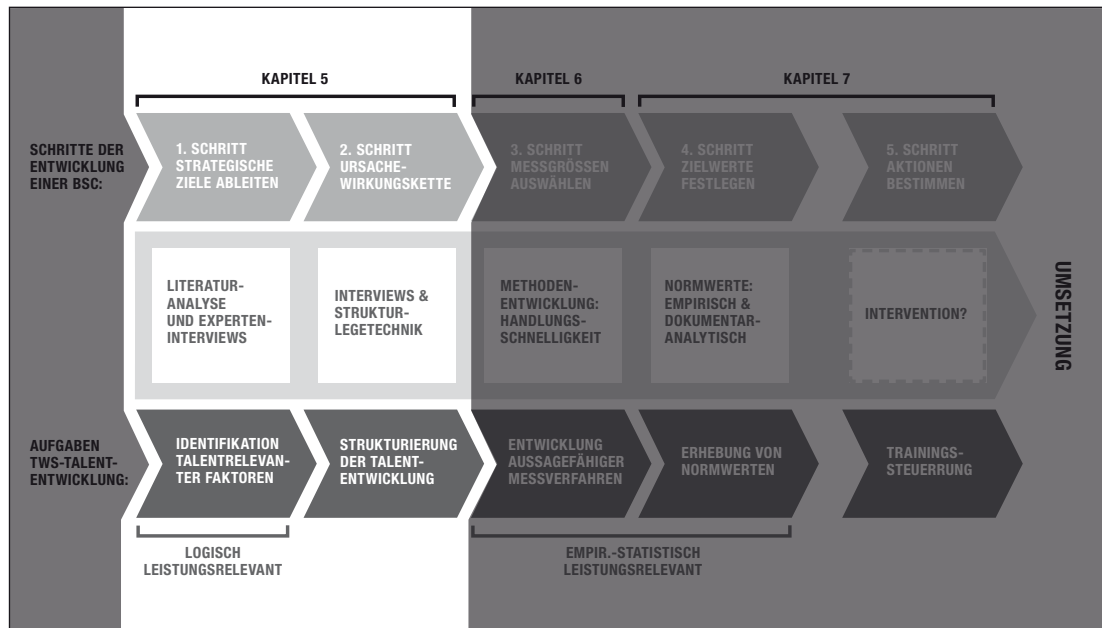 KAPITEL 5
KAPITEL 6
KAPITEL 7
SCHRITTE DER
ENTWICKLUNG
EINER BSC:
1. SCHRITT
STRATEGISCHE
ZIELE ABLEITEN
2. SCHRITT
URSACHE-
WIRKUNGSKETTE
3. SCHRITT
MESSGRÖSSEN
AUSWÄHLEN
4. SCHRITT
ZIELWERTE
FESTLEGEN
5. SCHRITT
AKTIONEN
BESTIMMEN
LITERATUR-
ANALYSE
UND EXPERTEN-
INTERVIEWS
INTERVIEWS &
STRUKTUR-
LEGETECHNIK
METHODEN-
ENTWICKLUNG:
HANDLUNGS-
SCHNELLIGKEIT
NORMWERTE:
EMPIRISCH &
DOKUMENTAR-
ANALYTISCH
INTERVENTION?
UMSETZUNG
AUFGABEN
TWS-TALENT-
ENTWICKLUNG:
IDENTIFIKATION
TALENTRELEVAN-
TER FAKTOREN
STRUKTURIERUNG
DER TALENT-
ENTWICKLUNG
ENTWICKLUNG
AUSSAGEFÄHIGER
MESSVERFAHREN
ERHEBUNG VON
NORMWERTEN
TRAININGS-
STEUERRUNG
LOGISCH
LEISTUNGSRELEVANT
EMPIR.-STATISTISCH
LEISTUNGSRELEVANT